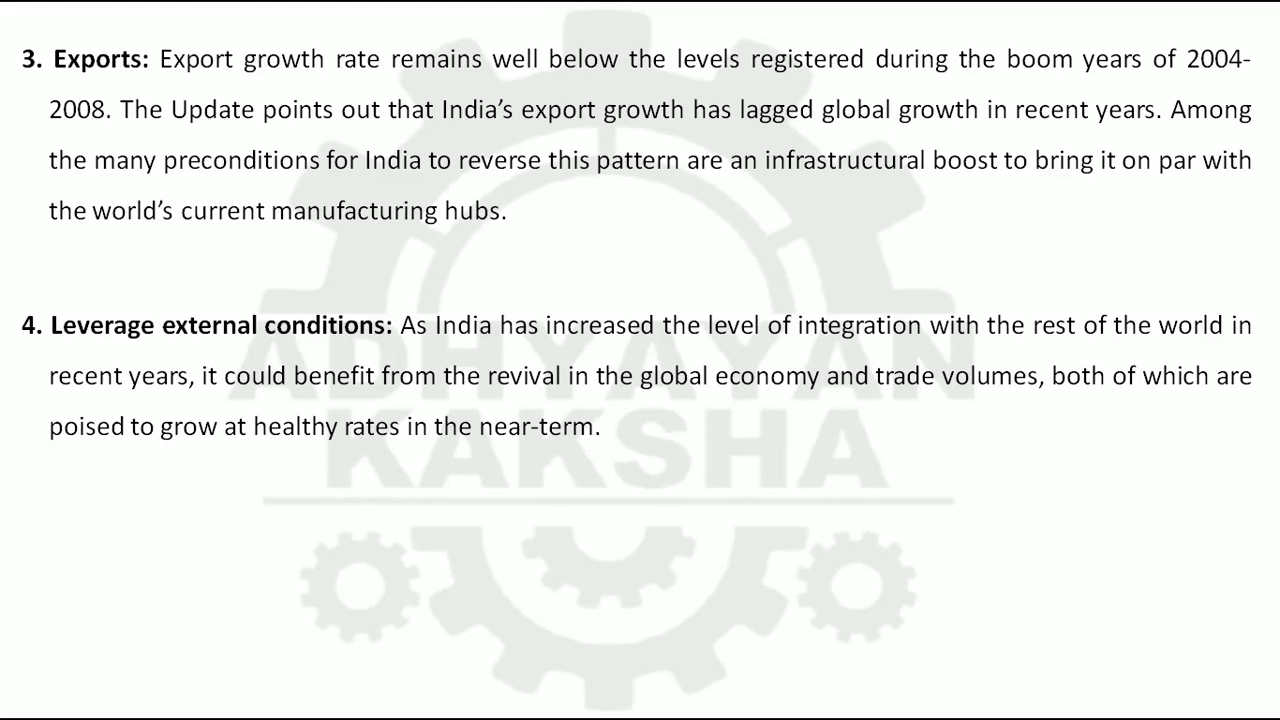 3. Exports: Export growth rate remains well below the levels registered during the boom years of 2004-
2008. The Update points out that India’s export growth has lagged global growth in recent years. Among
the many preconditions for India to reverse this pattern are an infrastructural boost to bring it on par with
the world’s current manufacturing hubs.
4. Leverage external conditions: As India has increased the level of integration with the rest of the world in
recent years, it could benefit from the revival in the global economy and trade volumes, both of which are
poised to grow at healthy rates in the near-term.
ADHYAYAN
KAKSHA